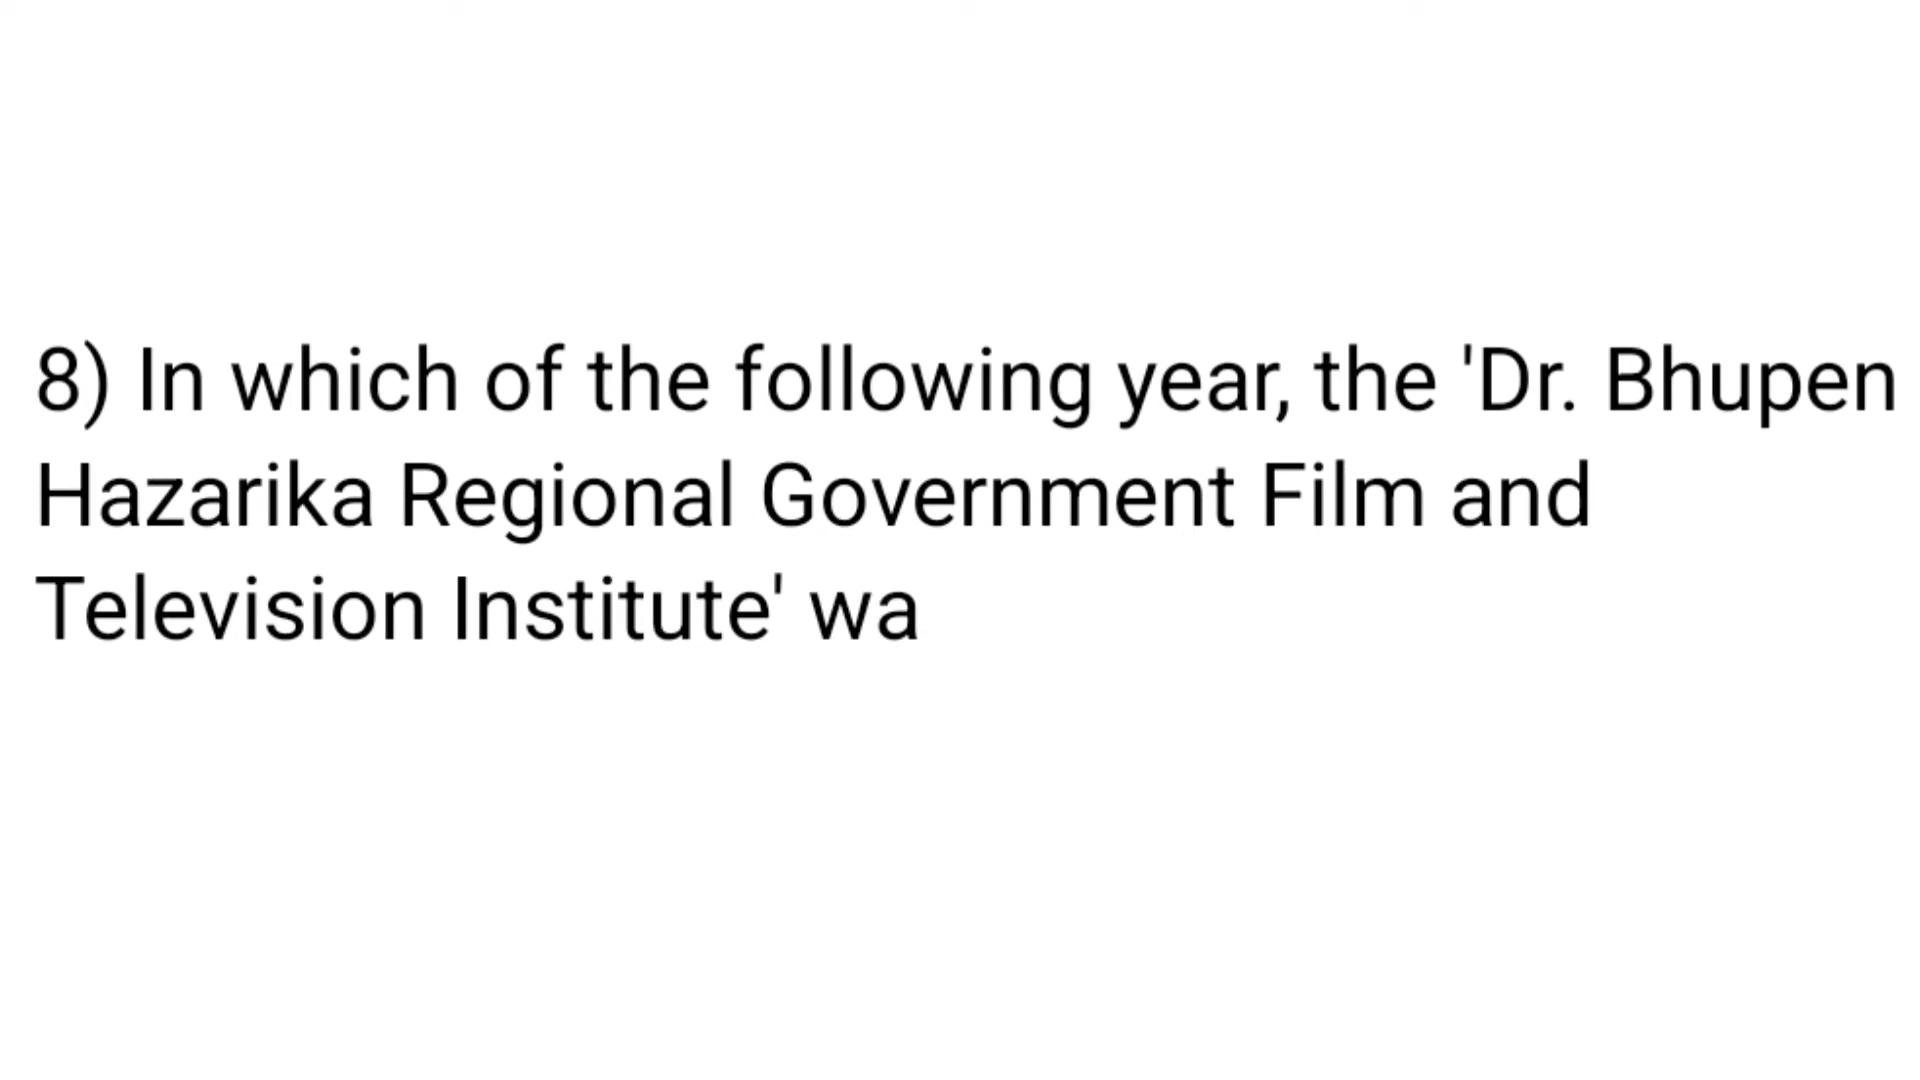 8) In which of the following year, the 'Dr. Bhupen
Hazarika Regional Government Film and
Television Institute' wa